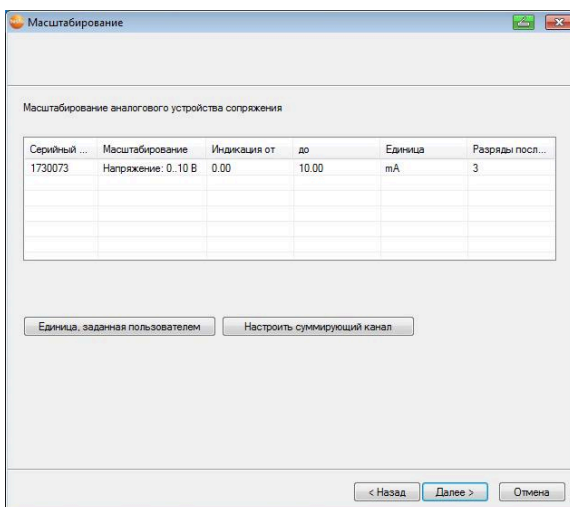 Масштабирование
Масштабирование аналогового устройства сопряжения
Серийный ... Масштабирование Индикация от до Единица Разряды посл...
1730073 Напряжение: 0..10 В 0.00 10.00 mA 3
Единица, заданная пользователем Настроить суммирующий канал
< Назад Далее > Отмена